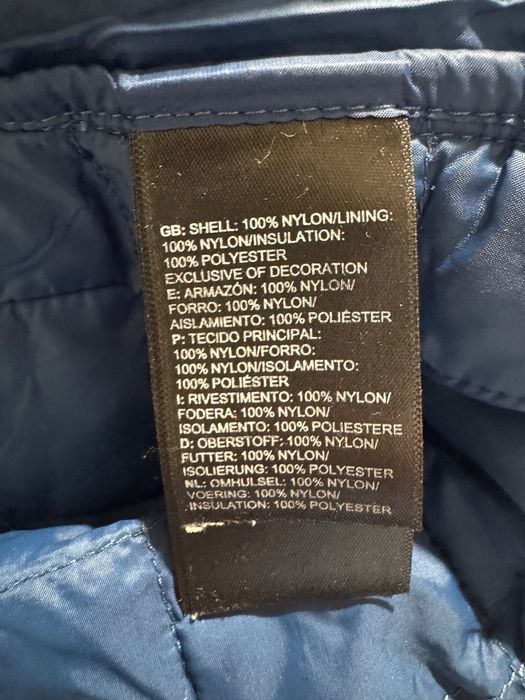 GB: SHELL: 100% NYLON/LINING:
100% NYLON/INSULATION:
100% POLYESTER
EXCLUSIVE OF DECORATION
E: ARMAZÓN: 100% NYLON/
FORRO: 100% NYLON/
AISLAMIENTO: 100% POLIÉSTER
P: TECIDO PRINCIPAL:
100% NYLON/FORRO:
100% NYLON/ISOLAMENTO:
100% POLIÉSTER
I: RIVESTIMENTO: 100% NYLON/
FODERA: 100% NYLON/
ISOLAMENTO: 100% POLIESTERE
D: OBERSTOFF: 100% NYLON/
FUTTER: 100% NYLON/
ISOLIERUNG: 100% POLYESTER
NL: OMHULSEL: 100% NYLON/
VOERING: 100% NYLON/
INSULATION: 100% POLYESTER